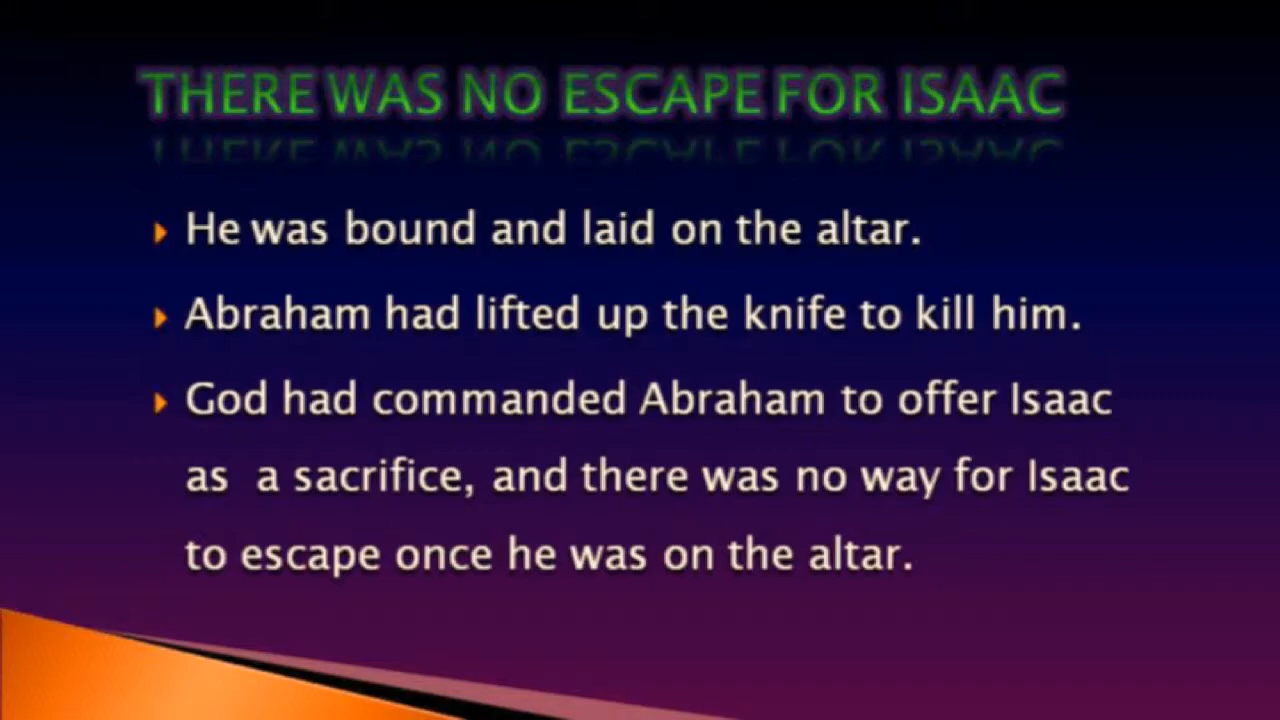 THERE WAS NO ESCAPE FOR ISAAC
He was bound and laid on the altar.
Abraham had lifted up the knife to kill him.
God had commanded Abraham to offer Isaac
as a sacrifice, and there was no way for Isaac
to escape once he was on the altar.